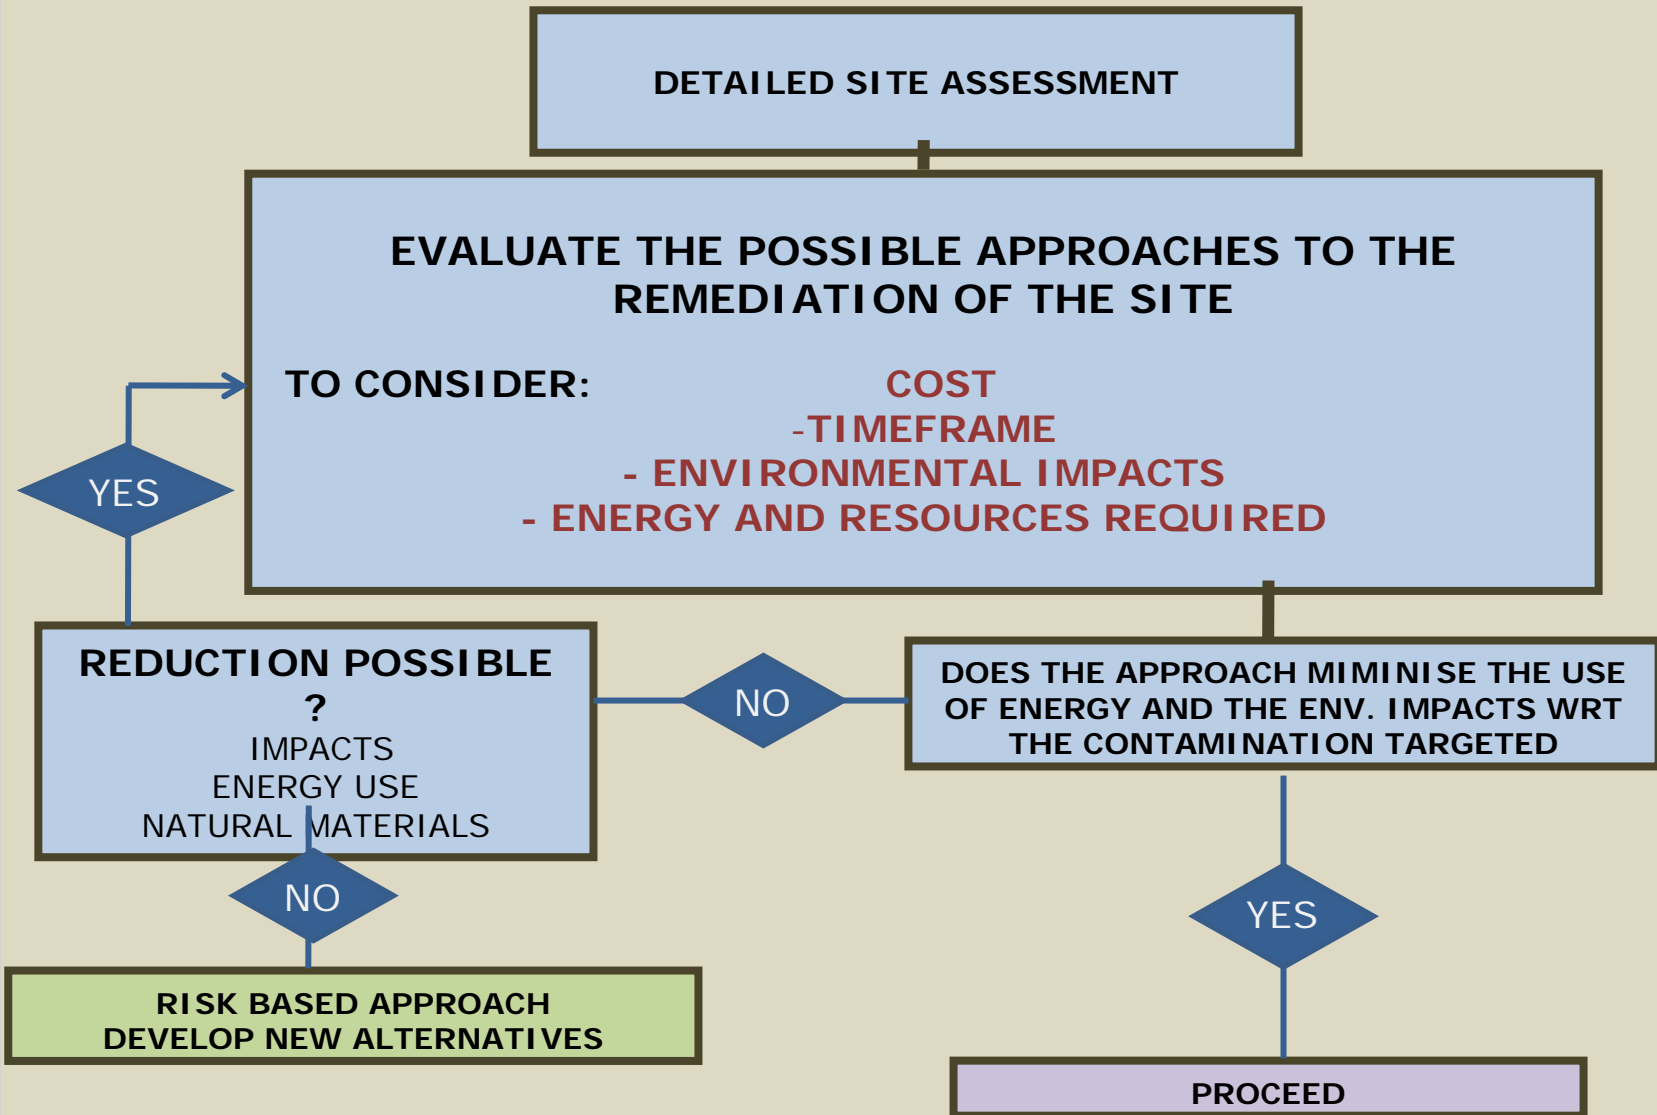 DETAILED SITE ASSESSMENT
EVALUATE THE POSSIBLE APPROACHES TO THE
REMEDIATION OF THE SITE
TO CONSIDER: COST
-TIMEFRAME
- ENVIRONMENTAL IMPACTS
- ENERGY AND RESOURCES REQUIRED
YES
REDUCTION POSSIBLE
?
IMPACTS
ENERGY USE
NATURAL MATERIALS
NO
DOES THE APPROACH MIMINISE THE USE
OF ENERGY AND THE ENV. IMPACTS WRT
THE CONTAMINATION TARGETED
NO
YES
RISK BASED APPROACH
DEVELOP NEW ALTERNATIVES
PROCEED